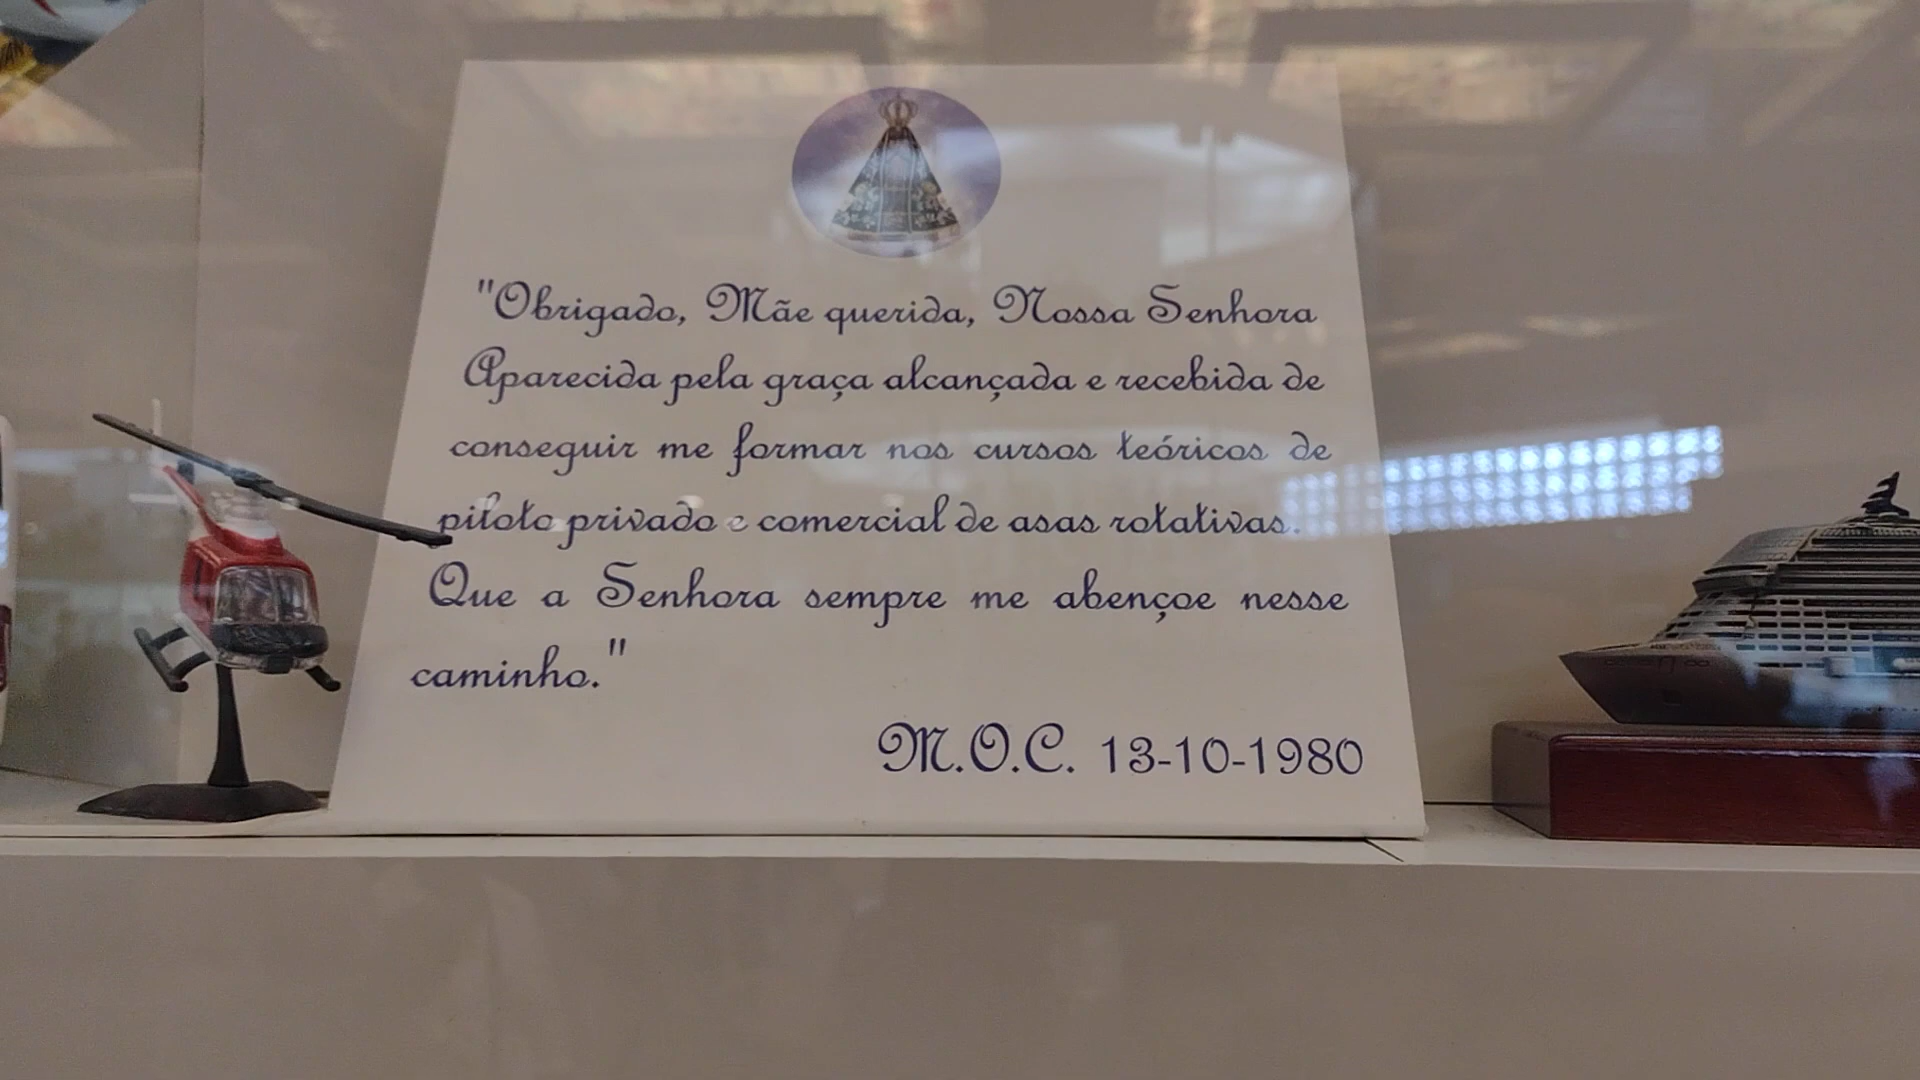 "Obrigado, Mãe querida, Nossa Senhora
Aparecida pela graça alcançada e recebida de
conseguir me formar nos cursos teóricos de
piloto privado e comercial de asas rotativas.
Que a Senhora sempre me abençoe nesse
caminho."
M.O.C. 13-10-1980